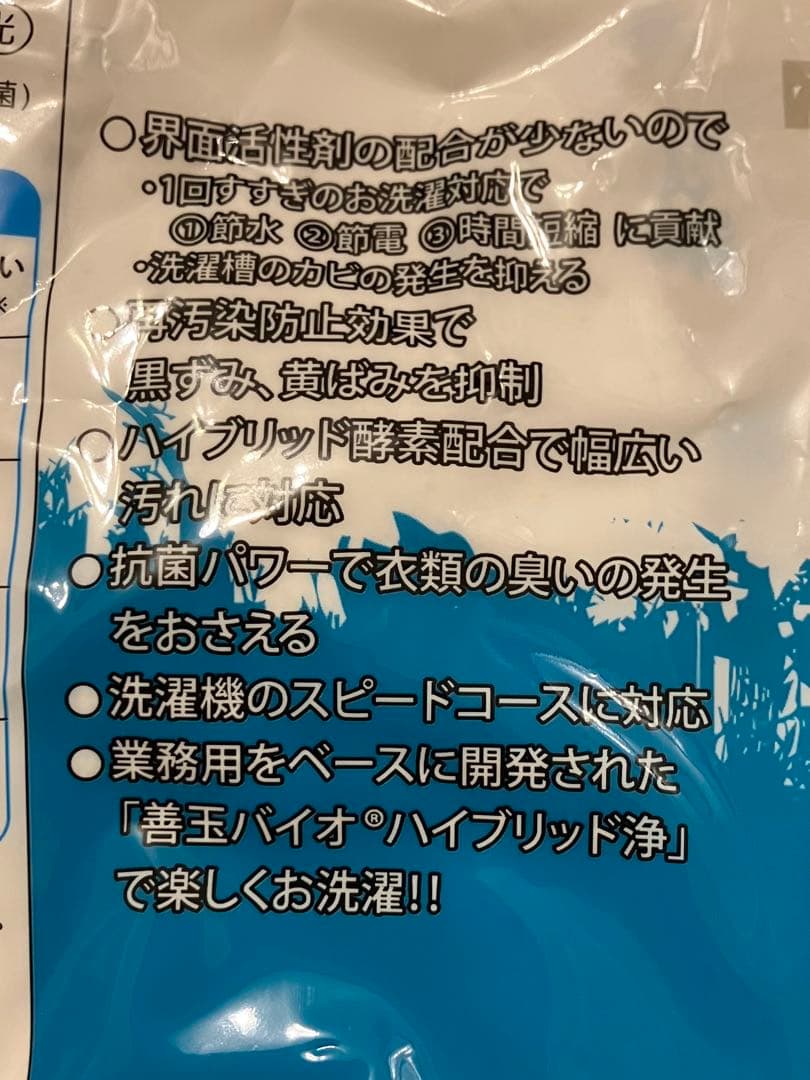 光
菌)
い
※
○界面活性剤の配合が少ないので
・1回すすぎのお洗濯対応で
①節水 ②節電 ③時間短縮 に貢献
・洗濯槽のカビの発生を抑える
○再汚染防止効果で
黒ずみ、黄ばみを抑制
○ハイブリッド酵素配合で幅広い
汚れに対応
●抗菌パワーで衣類の臭いの発生
をおさえる
●洗濯機のスピードコースに対応
●業務用をベースに開発された
「善玉バイオ®ハイブリッド浄」
で楽しくお洗濯!!